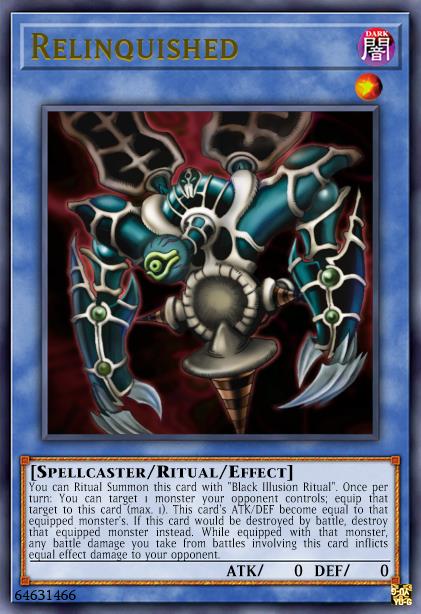 Relinquished
DARK
闇
[Spellcaster/Ritual/Effect]
You can Ritual Summon this card with "Black Illusion Ritual". Once per
turn: You can target 1 monster your opponent controls; equip that
target to this card (max. 1). This card's ATK/DEF become equal to that
equipped monster's. If this card would be destroyed by battle, destroy
that equipped monster instead. While equipped with that monster,
any battle damage you take from battles involving this card inflicts
equal effect damage to your opponent.
ATK/ 0 DEF/ 0
64631466